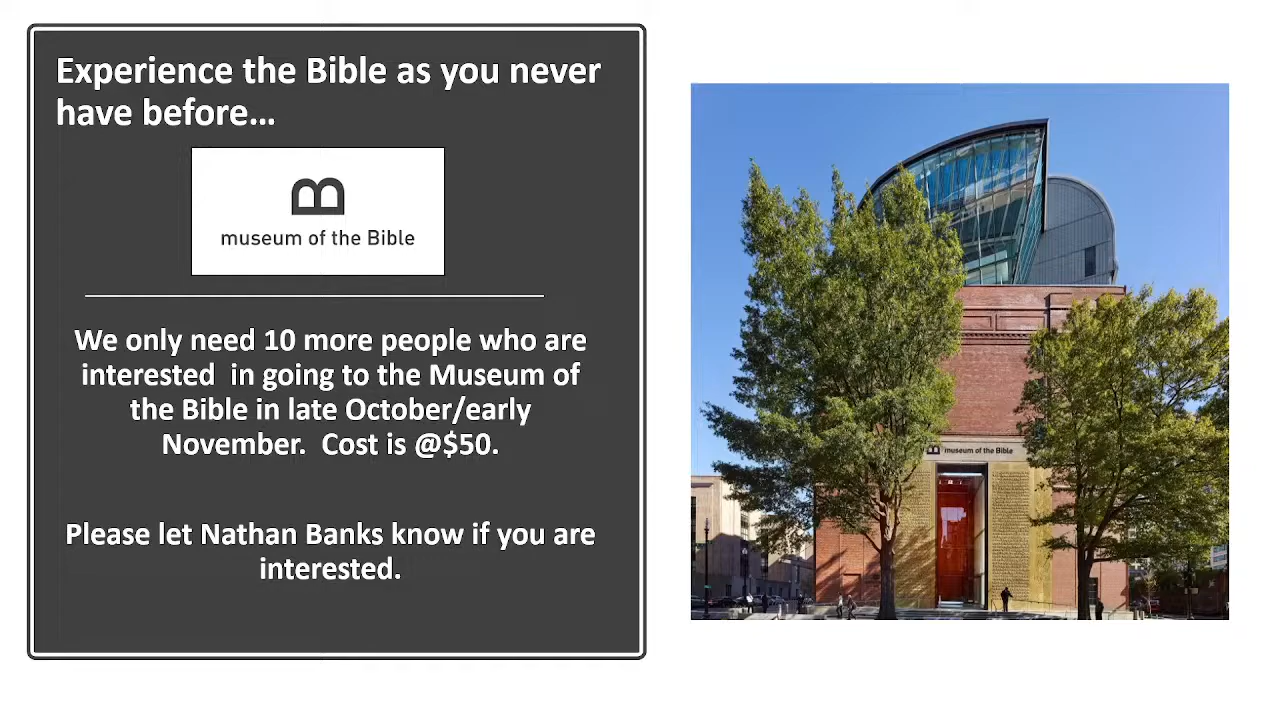 Experience the Bible as you never
have before...
museum of the Bible
We only need 10 more people who are
interested  in going to the Museum of
the Bible in late October/early
November.  Cost is @$50.
Please let Nathan Banks know if you are
interested.
museum of the Bible